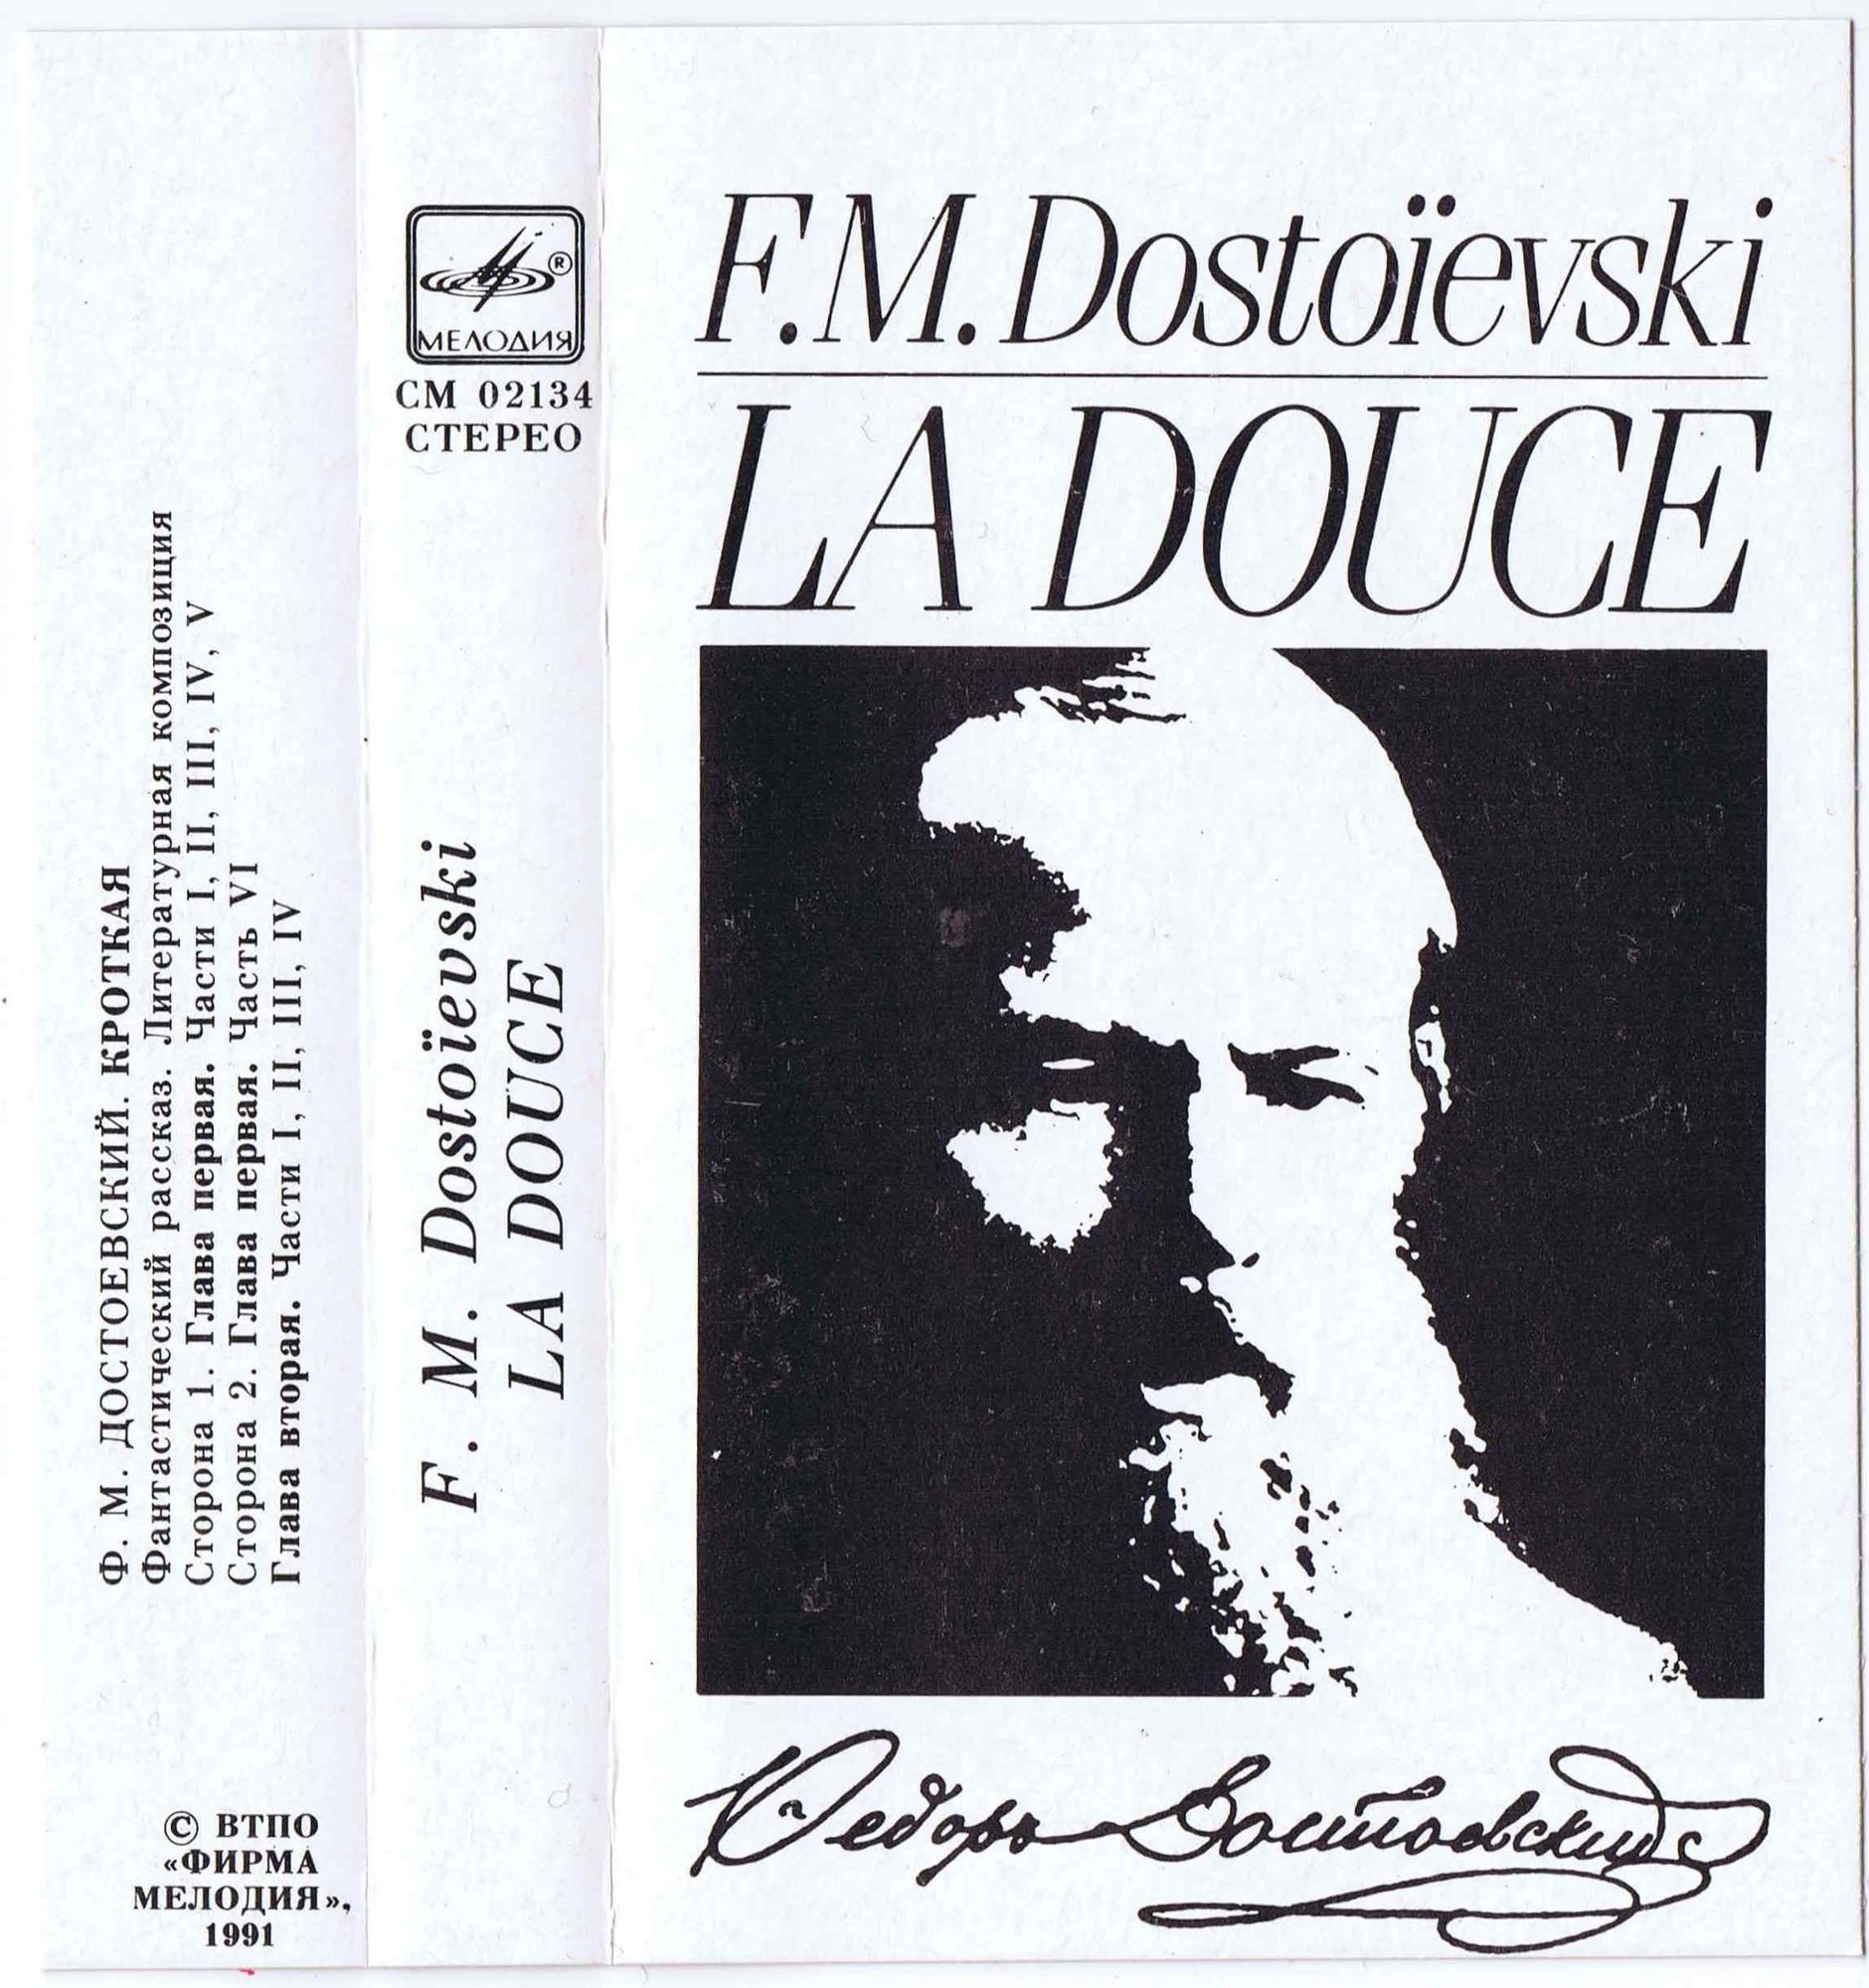 Ф. М. ДОСТОЕВСКИЙ. КРОТКАЯ
Фантастический рассказ. Литературная композиция
Сторона 1. Глава первая. Части I, II, III, IV, V
Сторона 2. Глава первая. Часть VI
Глава вторая. Части I, II, III, IV
© ВТПО
«ФИРМА
МЕЛОДИЯ»,
1991
®
МЕЛОДИЯ
СМ 02134
СТЕРЕО
F. M. Dostoïevski
LA DOUCE
F.M.Dostoïevski
LA DOUCE
Ѳедоръ Достоевский